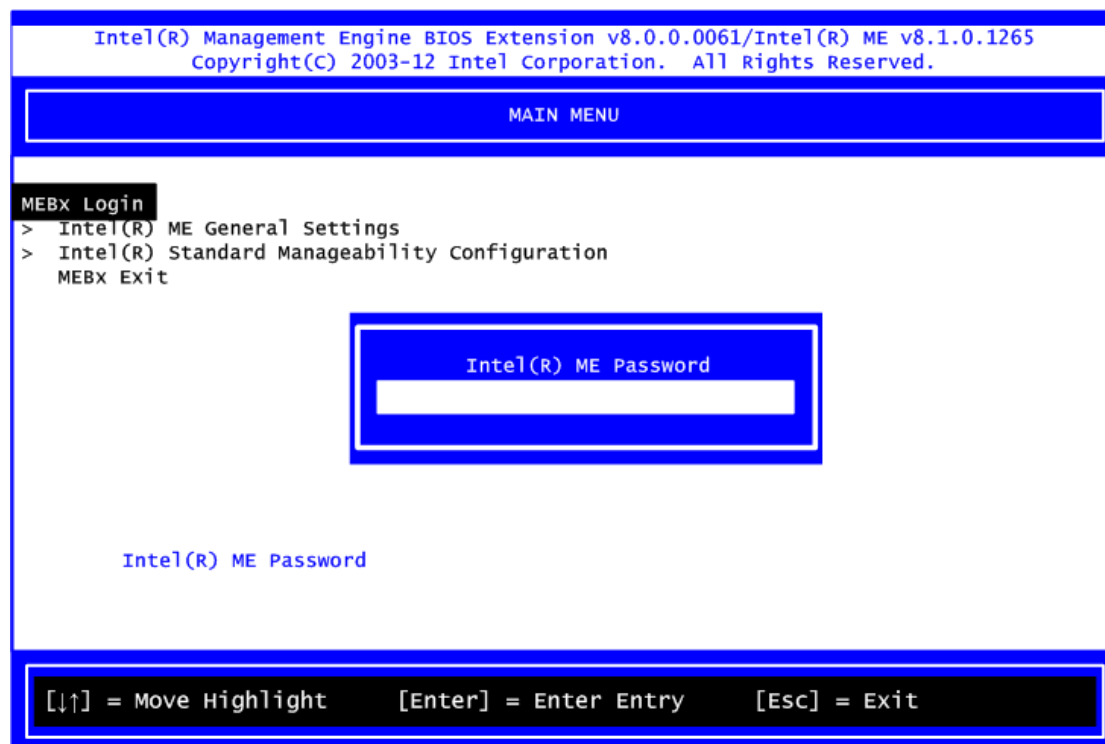 Intel(R) Management Engine BIOS Extension v8.0.0.0061/Intel(R) ME v8.1.0.1265
Copyright(C) 2003-12 Intel Corporation.  All Rights Reserved.
MAIN MENU
MEBx Login
>  Intel(R) ME General Settings
>  Intel(R) Standard Manageability Configuration
MEBx Exit
Intel(R) ME Password
Intel(R) ME Password
[↓↑] = Move Highlight      [Enter] = Enter Entry      [Esc] = Exit